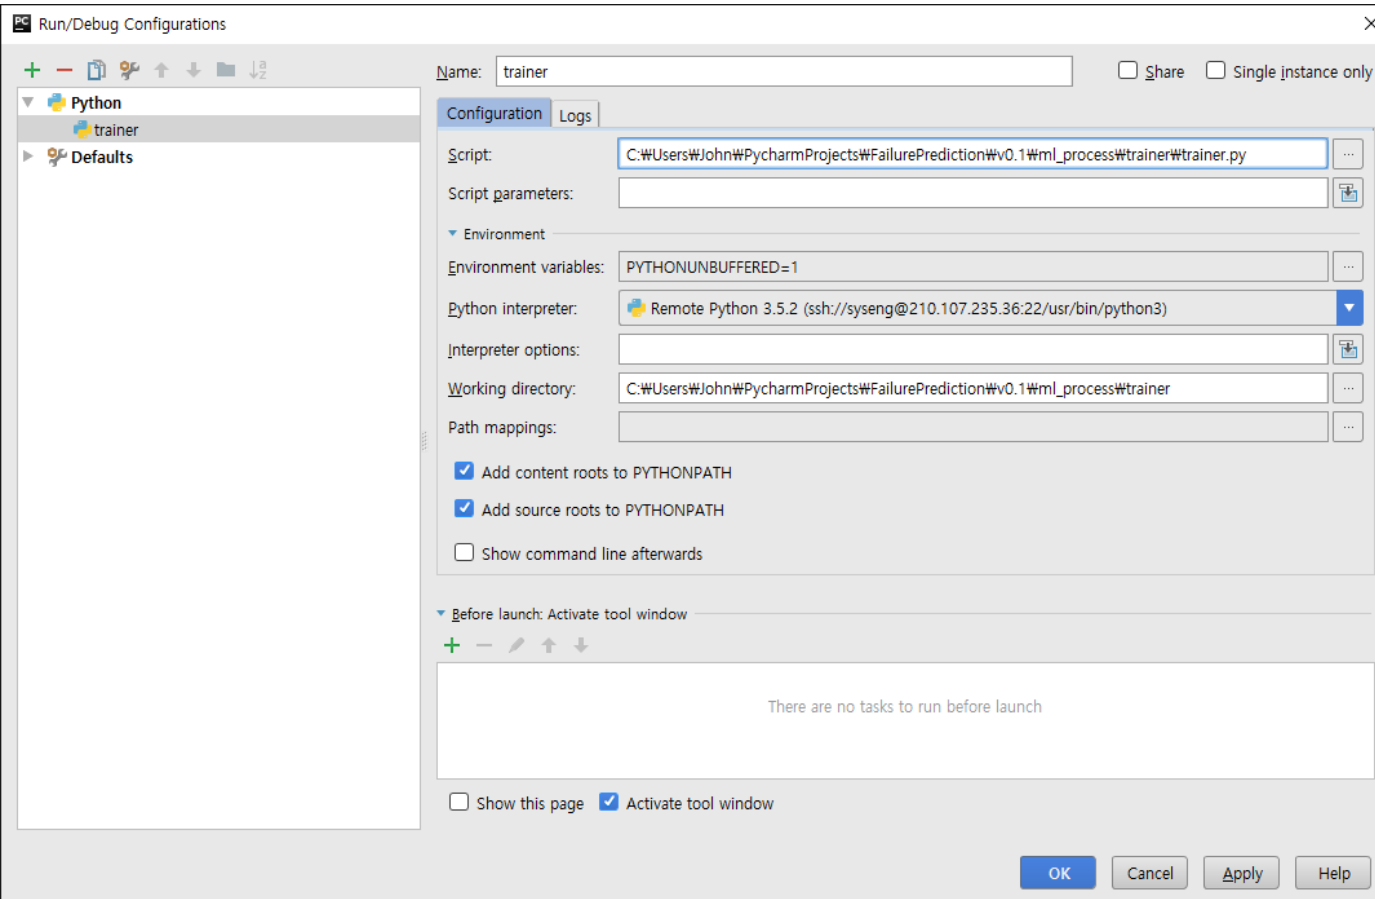 PC Run/Debug Configurations
Name: trainer Share Single instance only
Python
trainer
Defaults
Configuration Logs
Script: C:₩Users₩John₩PycharmProjects₩FailurePrediction₩v0.1₩ml_process₩trainer₩trainer.py ...
Script parameters:
Environment
Environment variables: PYTHONUNBUFFERED=1 ...
Python interpreter: Remote Python 3.5.2 (ssh://syseng@210.107.235.36:22/usr/bin/python3)
Interpreter options:
Working directory: C:₩Users₩John₩PycharmProjects₩FailurePrediction₩v0.1₩ml_process₩trainer ...
Path mappings: ...
Add content roots to PYTHONPATH
Add source roots to PYTHONPATH
Show command line afterwards
Before launch: Activate tool window
There are no tasks to run before launch
Show this page Activate tool window
OK Cancel Apply Help